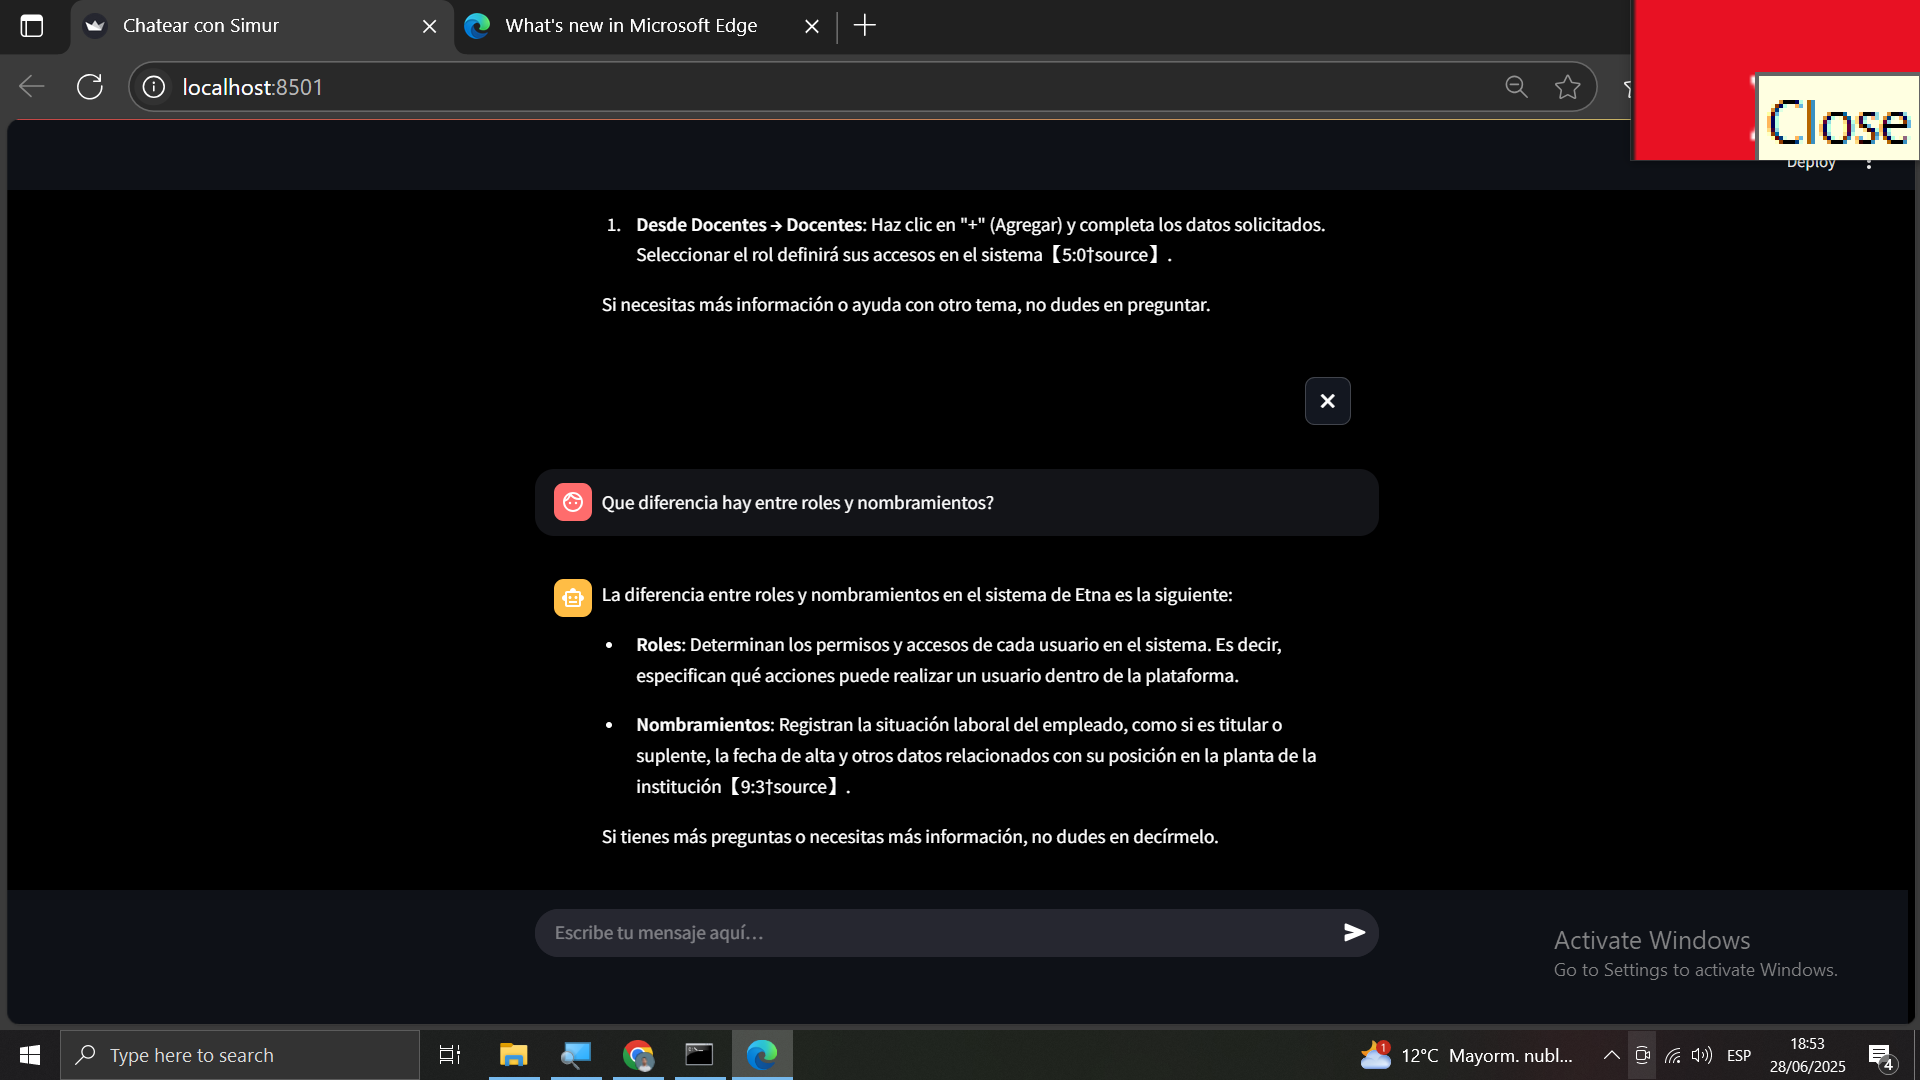 Chatear con Simur
What's new in Microsoft Edge
localhost:8501
Close
Deploy
1. Desde Docentes → Docentes: Haz clic en "+" (Agregar) y completa los datos solicitados.
Seleccionar el rol definirá sus accesos en el sistema【5:0†source】.
Si necesitas más información o ayuda con otro tema, no dudes en preguntar.
Que diferencia hay entre roles y nombramientos?
La diferencia entre roles y nombramientos en el sistema de Etna es la siguiente:
• Roles: Determinan los permisos y accesos de cada usuario en el sistema. Es decir,
especifican qué acciones puede realizar un usuario dentro de la plataforma.
• Nombramientos: Registran la situación laboral del empleado, como si es titular o
suplente, la fecha de alta y otros datos relacionados con su posición en la planta de la
institución【9:3†source】.
Si tienes más preguntas o necesitas más información, no dudes en decírmelo.
Escribe tu mensaje aquí...
Activate Windows
Go to Settings to activate Windows.
Type here to search
1
12°C Mayorm. nubl...
ESP
18:53
28/06/2025
4